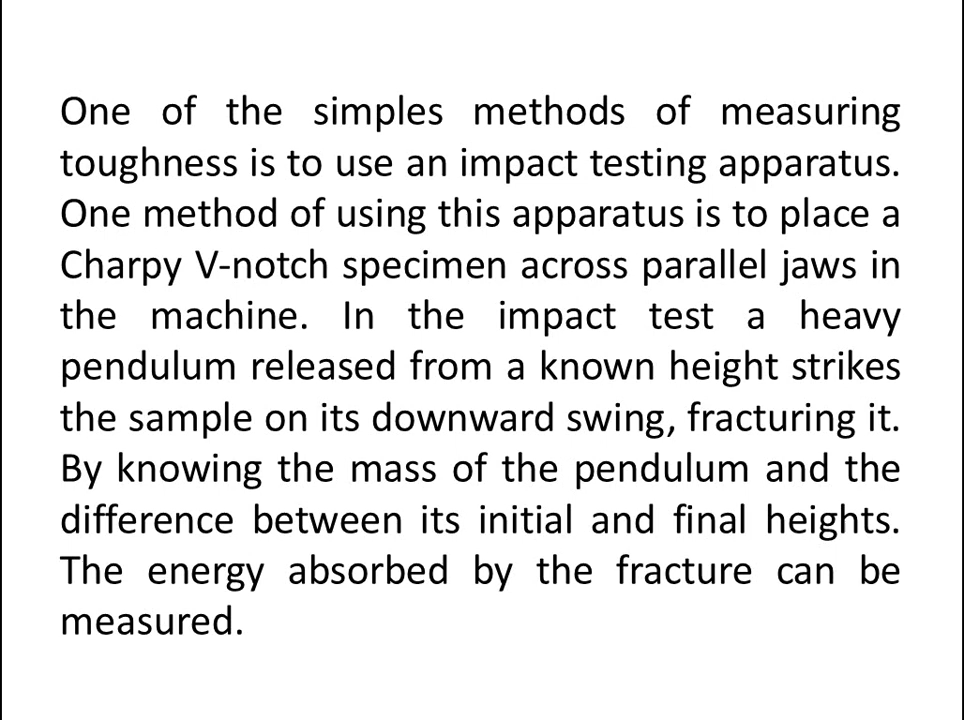 One of the simples methods of measuring
toughness is to use an impact testing apparatus.
One method of using this apparatus is to place a
Charpy V-notch specimen across parallel jaws in
the machine. In the impact test a heavy
pendulum released from a known height strikes
the sample on its downward swing, fracturing it.
By knowing the mass of the pendulum and the
difference between its initial and final heights.
The energy absorbed by the fracture can be
measured.